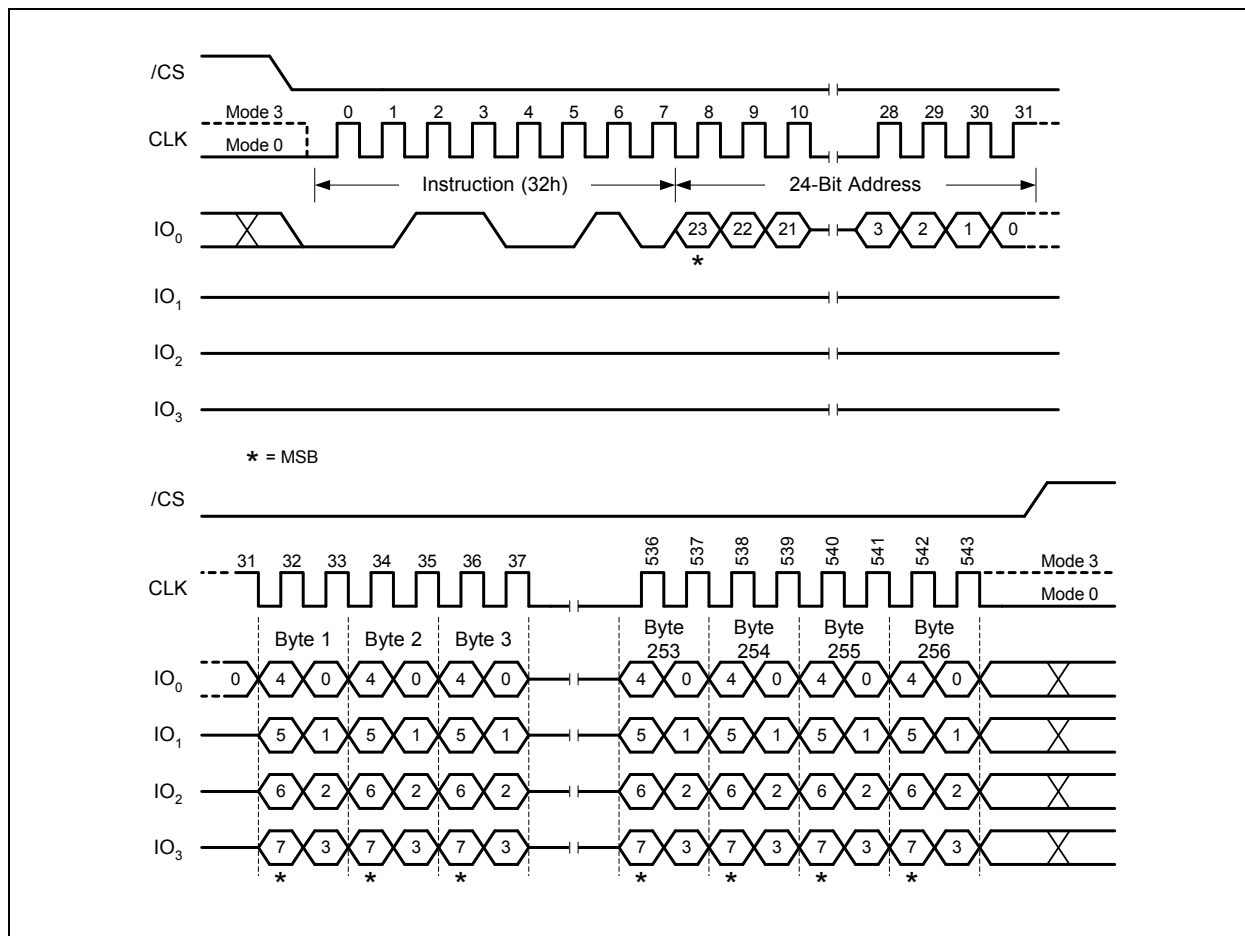 /CS
Mode 3
0 1 2 3 4 5 6 7 8 9 10 28 29 30 31
CLK
Mode 0
Instruction (32h) 24-Bit Address
IO0 23 22 21 3 2 1 0
*
IO1
IO2
IO3
* = MSB
/CS
31 32 33 34 35 36 37 536 537 538 539 540 541 542 543
Mode 3
CLK
Mode 0
Byte 1 Byte 2 Byte 3 Byte 253 Byte 254 Byte 255 Byte 256
IO0 0 4 0 4 0 4 0 4 0 4 0 4 0 4 0
IO1 5 1 5 1 5 1 5 1 5 1 5 1 5 1
IO2 6 2 6 2 6 2 6 2 6 2 6 2 6 2
IO3 7 3 7 3 7 3 7 3 7 3 7 3 7 3
* * * * * * *